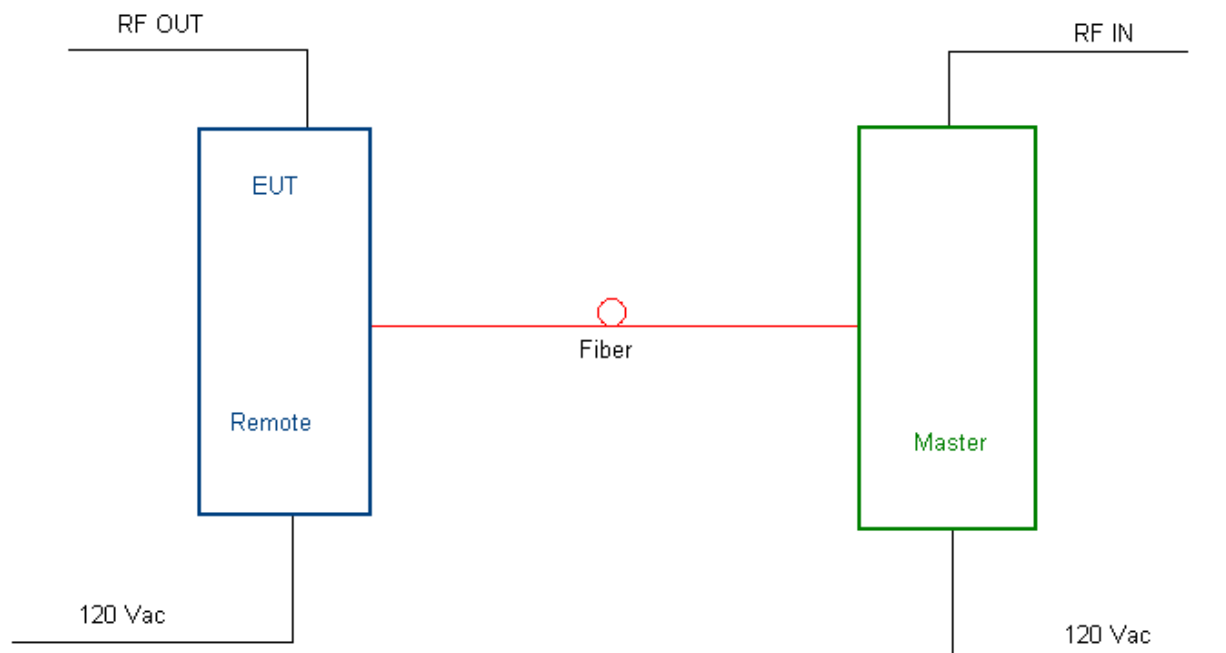 RF OUT
RF IN
EUT
Fiber
Remote
Master
120 Vac
120 Vac